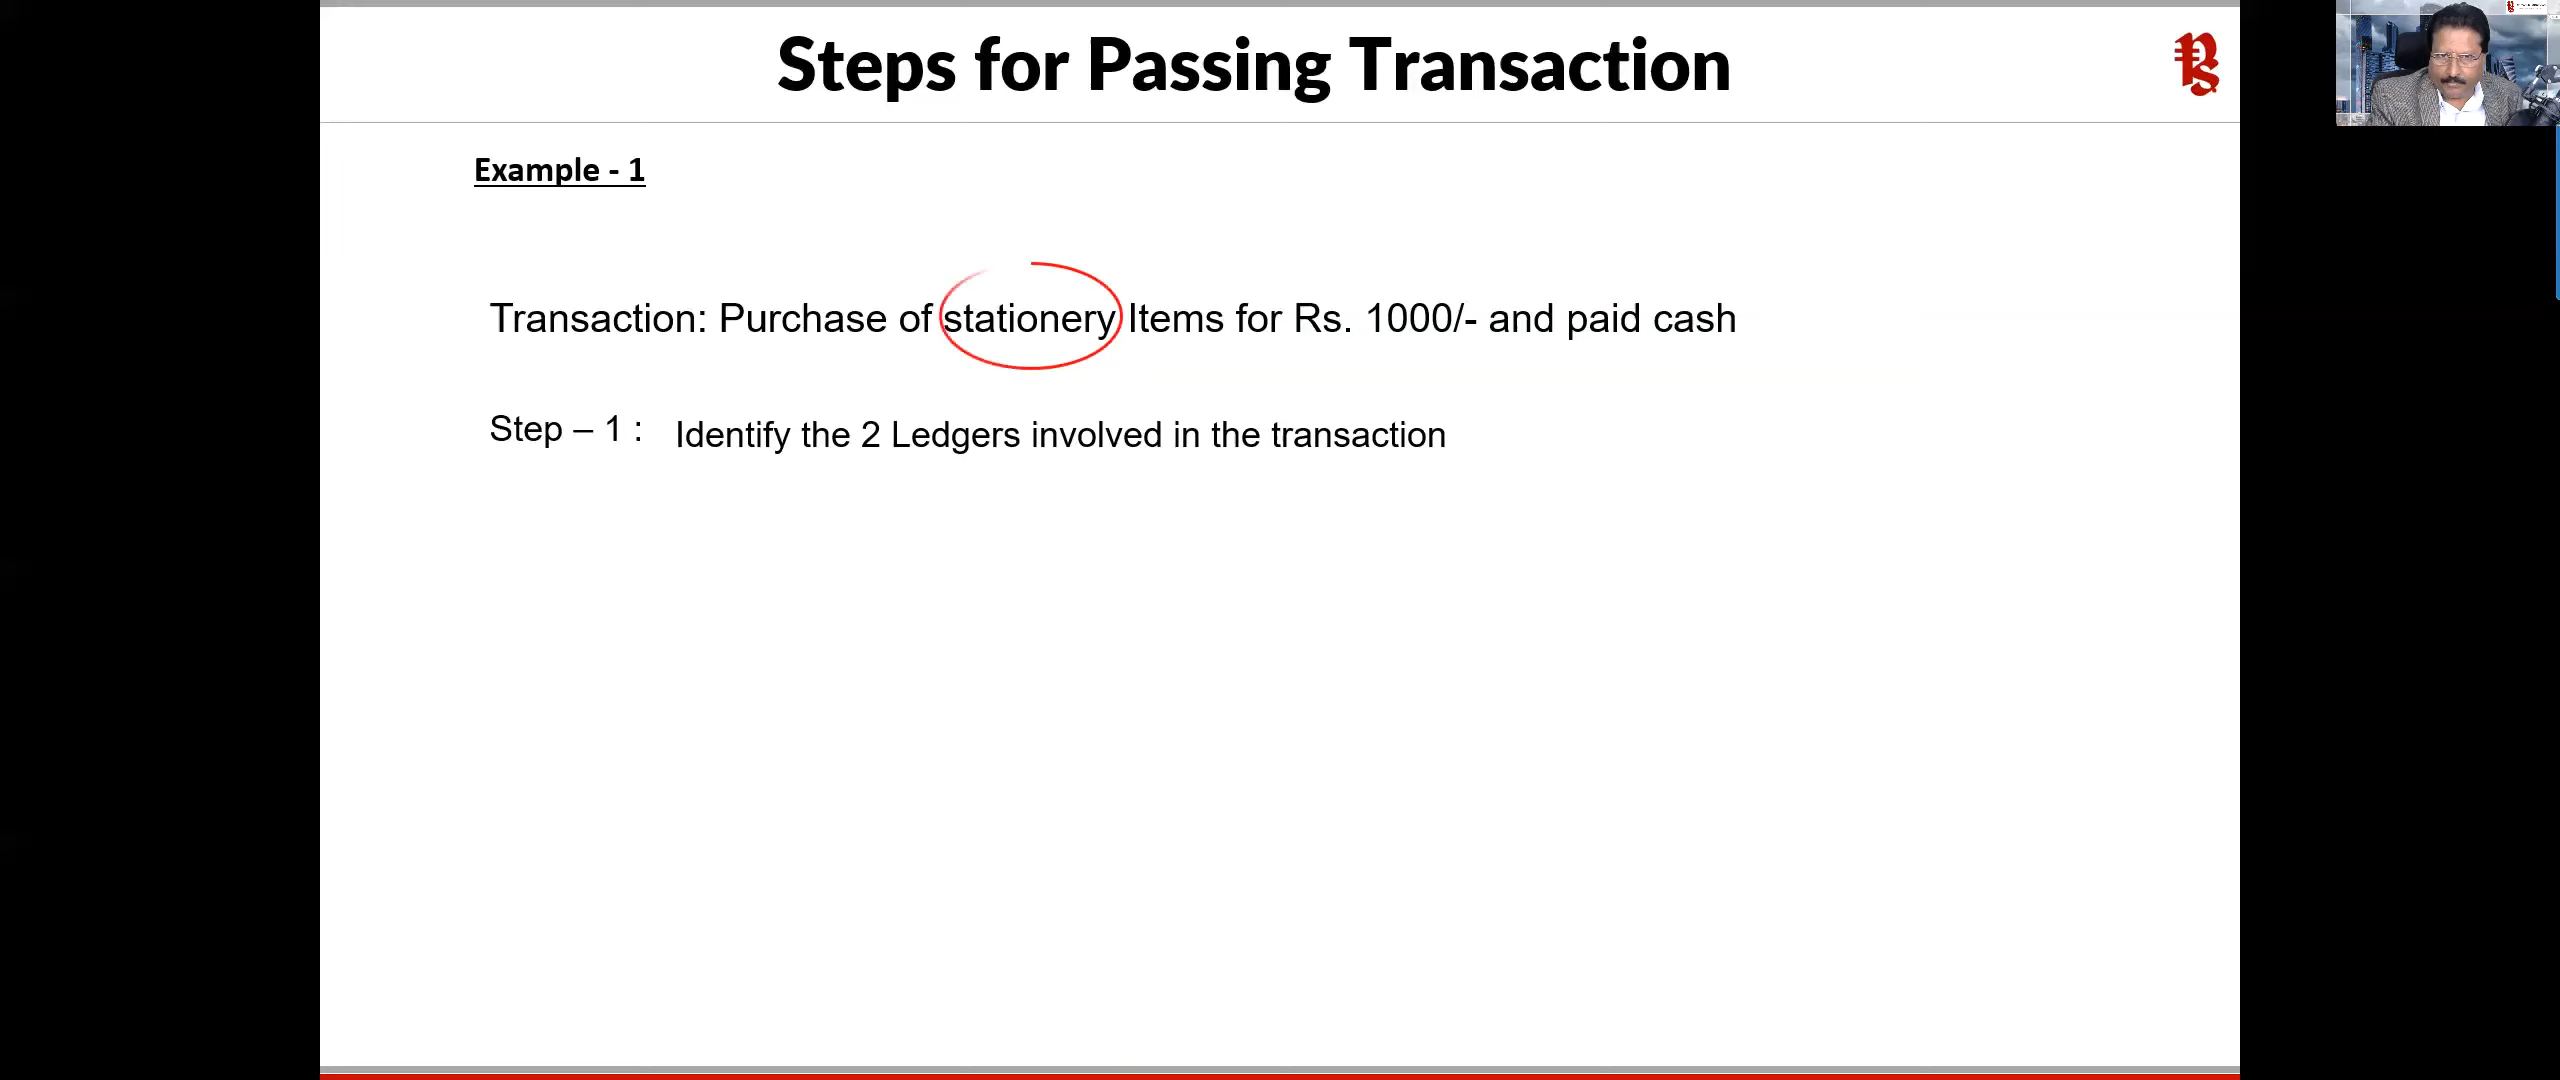 Steps for Passing Transaction
Example - 1
Transaction: Purchase of stationery Items for Rs. 1000/- and paid cash
Step – 1 : Identify the 2 Ledgers involved in the transaction